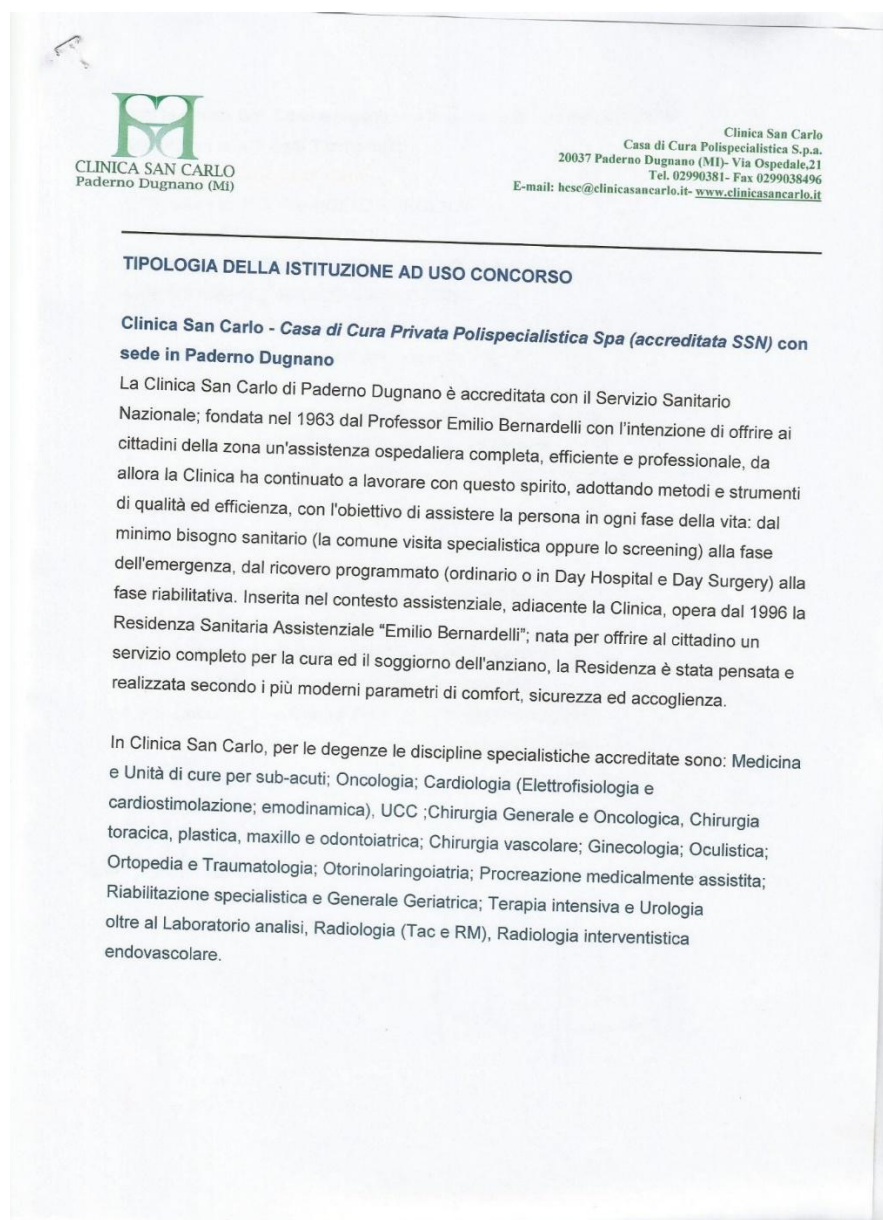 CLINICA SAN CARLO
Paderno Dugnano (Mi)
Clinica San Carlo
Casa di Cura Polispecialistica S.p.a.
20037 Paderno Dugnano (MI)- Via Ospedale,21
Tel. 02990381- Fax 0299038496
E-mail: hcsc@clinicasancarlo.it- www.clinicasancarlo.it
TIPOLOGIA DELLA ISTITUZIONE AD USO CONCORSO
Clinica San Carlo - Casa di Cura Privata Polispecialistica Spa (accreditata SSN) con
sede in Paderno Dugnano
La Clinica San Carlo di Paderno Dugnano è accreditata con il Servizio Sanitario
Nazionale; fondata nel 1963 dal Professor Emilio Bernardelli con l'intenzione di offrire ai
cittadini della zona un'assistenza ospedaliera completa, efficiente e professionale, da
allora la Clinica ha continuato a lavorare con questo spirito, adottando metodi e strumenti
di qualità ed efficienza, con l'obiettivo di assistere la persona in ogni fase della vita: dal
minimo bisogno sanitario (la comune visita specialistica oppure lo screening) alla fase
dell'emergenza, dal ricovero programmato (ordinario o in Day Hospital e Day Surgery) alla
fase riabilitativa. Inserita nel contesto assistenziale, adiacente la Clinica, opera dal 1996 la
Residenza Sanitaria Assistenziale "Emilio Bernardelli"; nata per offrire al cittadino un
servizio completo per la cura ed il soggiorno dell'anziano, la Residenza è stata pensata e
realizzata secondo i più moderni parametri di comfort, sicurezza ed accoglienza.
In Clinica San Carlo, per le degenze le discipline specialistiche accreditate sono: Medicina
e Unità di cure per sub-acuti; Oncologia; Cardiologia (Elettrofisiologia e
cardiostimolazione; emodinamica), UCC ;Chirurgia Generale e Oncologica, Chirurgia
toracica, plastica, maxillo e odontoiatrica; Chirurgia vascolare; Ginecologia; Oculistica;
Ortopedia e Traumatologia; Otorinolaringoiatria; Procreazione medicalmente assistita;
Riabilitazione specialistica e Generale Geriatrica; Terapia intensiva e Urologia
oltre al Laboratorio analisi, Radiologia (Tac e RM), Radiologia interventistica
endovascolare.